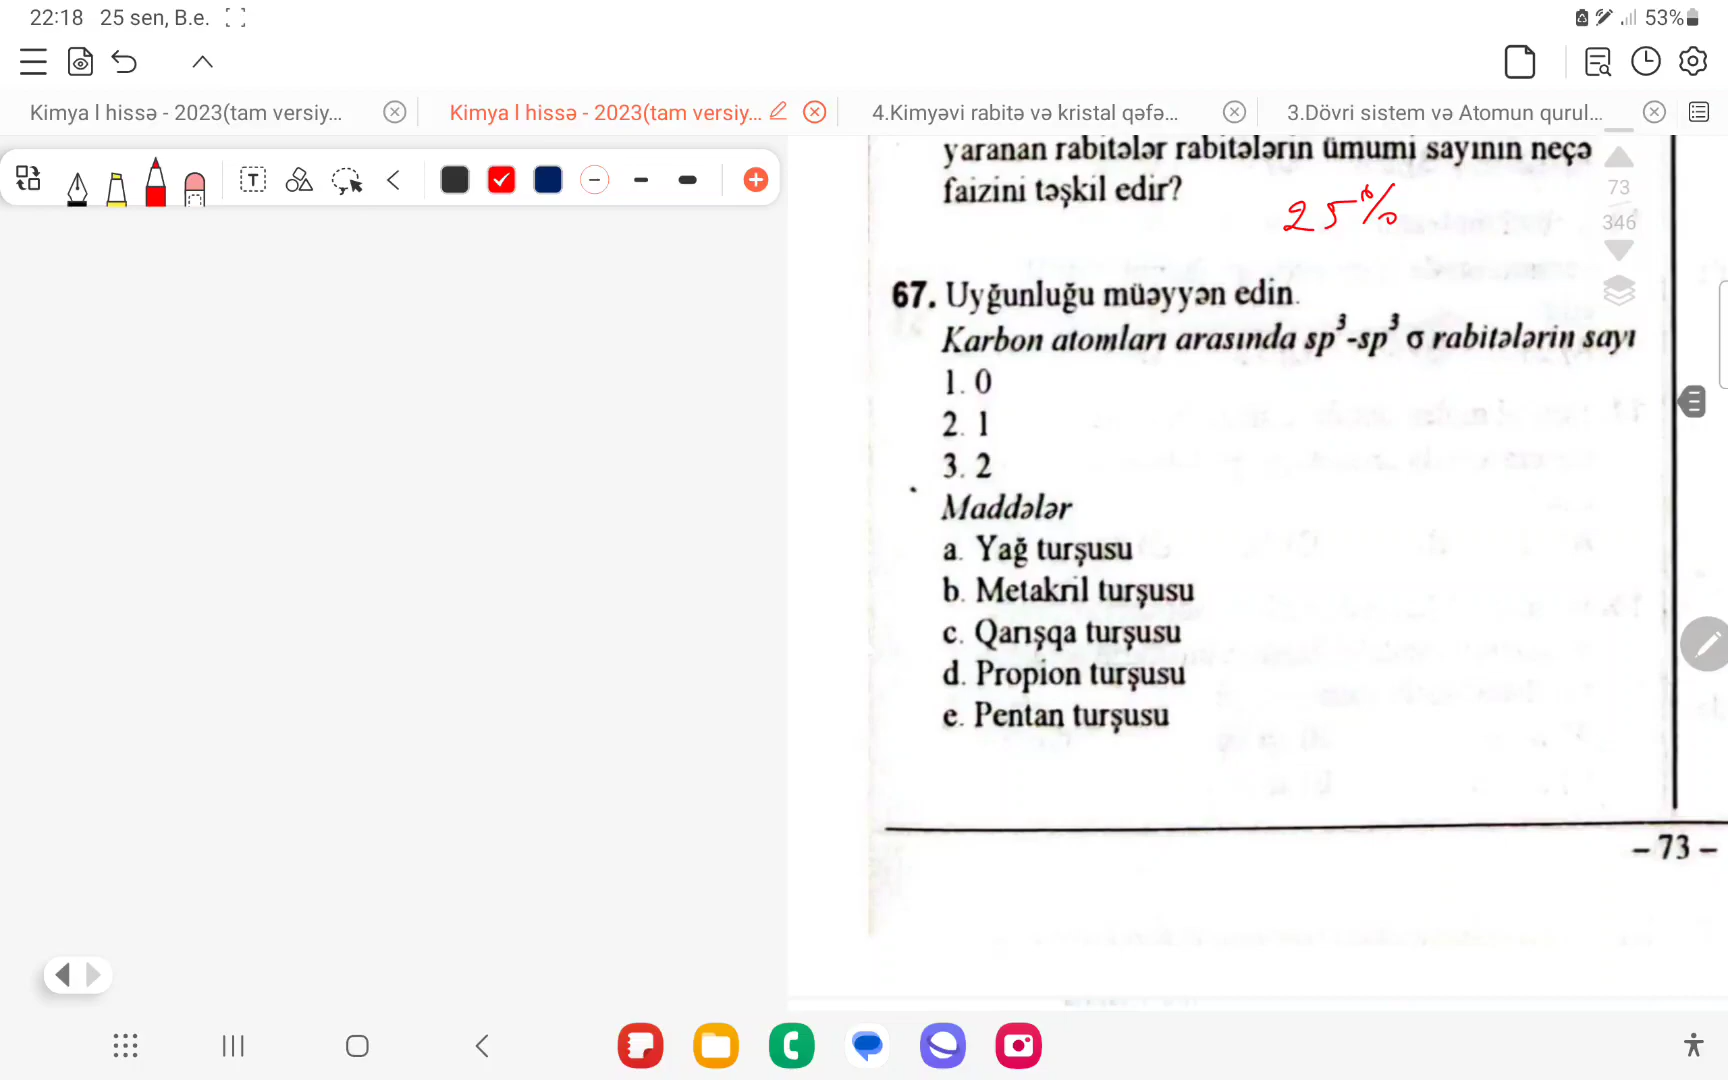 22:18 25 sen, B.e. 53%
Kimya l hissə - 2023(tam versiy...
Kimya l hissə - 2023(tam versiy...
4.Kimyəvi rabitə və kristal qəfə...
3.Dövri sistem və Atomun qurul...
T
73
346
yaranan rabitələr rabitələrin ümumi sayının neçə
faizini təşkil edir?
25%
67. Uyğunluğu müəyyən edin.
Karbon atomları arasında sp³-sp³ σ rabitələrin sayı
1. 0
2. 1
3. 2
Maddələr
a. Yağ turşusu
b. Metakril turşusu
c. Qarışqa turşusu
d. Propion turşusu
e. Pentan turşusu
– 73 –